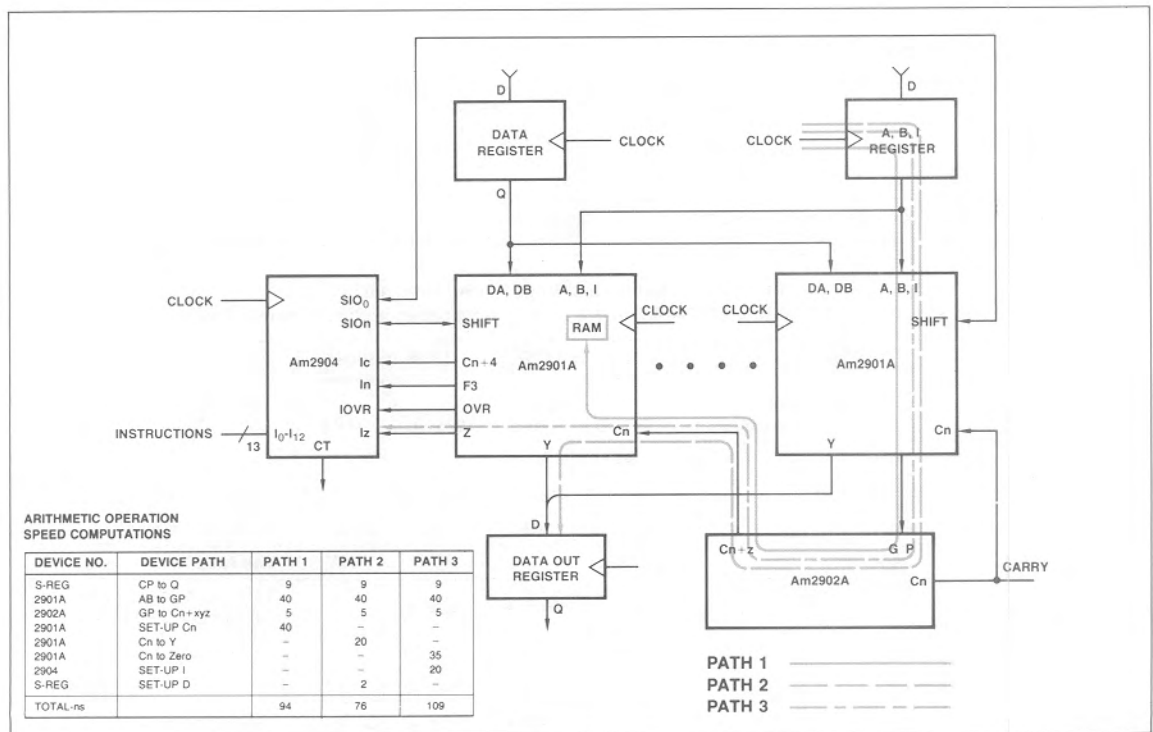 D
D
DATA
REGISTER
CLOCK
CLOCK
A, B, I
REGISTER
Q
CLOCK
SIO0
SIOn
Ic
Am2904
In
IOVR
Iz
INSTRUCTIONS
13
I0-I12
CT
DA, DB
A, B, I
SHIFT
RAM
Cn+4
Am2901A
F3
OVR
Z
Cn
Y
CLOCK
CLOCK
DA, DB
A, B, I
SHIFT
Am2901A
Cn
Y
D
DATA OUT
REGISTER
Q
Cn+z
G P
Am2902A
Cn
CARRY
ARITHMETIC OPERATION
SPEED COMPUTATIONS
DEVICE NO. DEVICE PATH PATH 1 PATH 2 PATH 3
S-REG CP to Q 9 9 9
2901A AB to GP 40 40 40
2902A GP to Cn+xyz 5 5 5
2901A SET-UP Cn 40 – –
2901A Cn to Y – 20 –
2901A Cn to Zero – – 35
2904 SET-UP I – – 20
S-REG SET-UP D – 2 –
TOTAL-ns 94 76 109
PATH 1
PATH 2
PATH 3